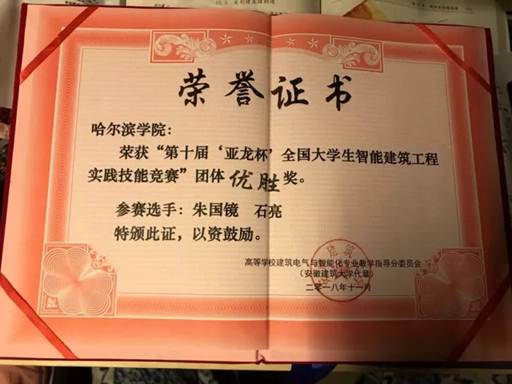 荣誉证书
哈尔滨学院：
荣获“第十届‘亚龙杯’全国大学生智能建筑工程
实践技能竞赛”团体优胜奖。
参赛选手：朱国镜 石亮
特颁此证，以资鼓励。
高等学校建筑电气与智能化专业教学指导分委员会
（安徽建筑大学代章）
二零一八年十一月